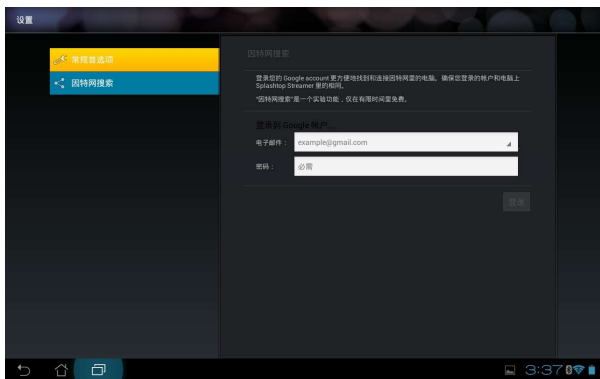 设置
常规首选项
因特网搜索
因特网搜索
登录您的 Google account 更方便地找到和连接因特网里的电脑。确保您登录的帐户和电脑上
Splashtop Streamer 里的相同。
"因特网搜索"是一个实验功能，仅在有限时间里免费。
登录到 Google 帐户...
电子邮件：
example@gmail.com
密码：
必需
登录
3:37